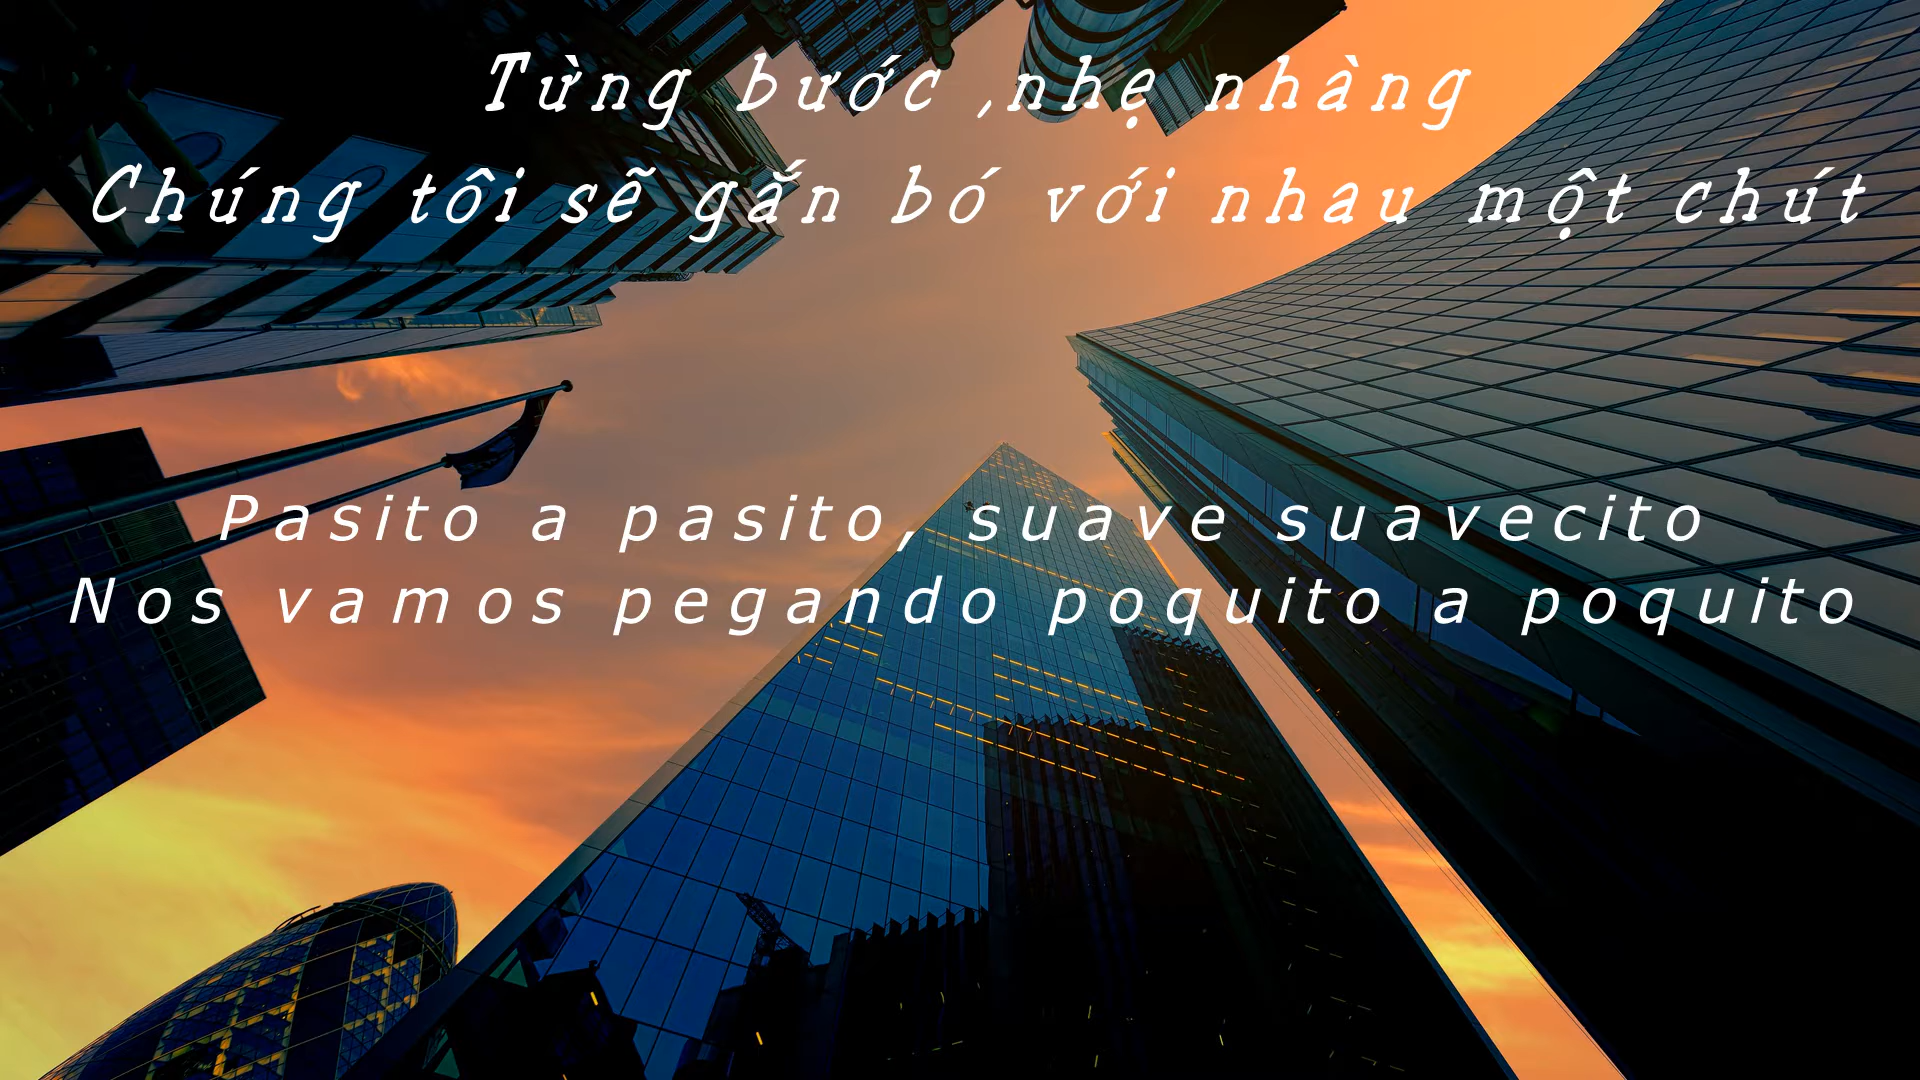 Từng bước ,nhẹ nhàng
Chúng tôi sẽ gắn bó với nhau một chút
Pasito a pasito, suave suavecito
Nos vamos pegando poquito a poquito